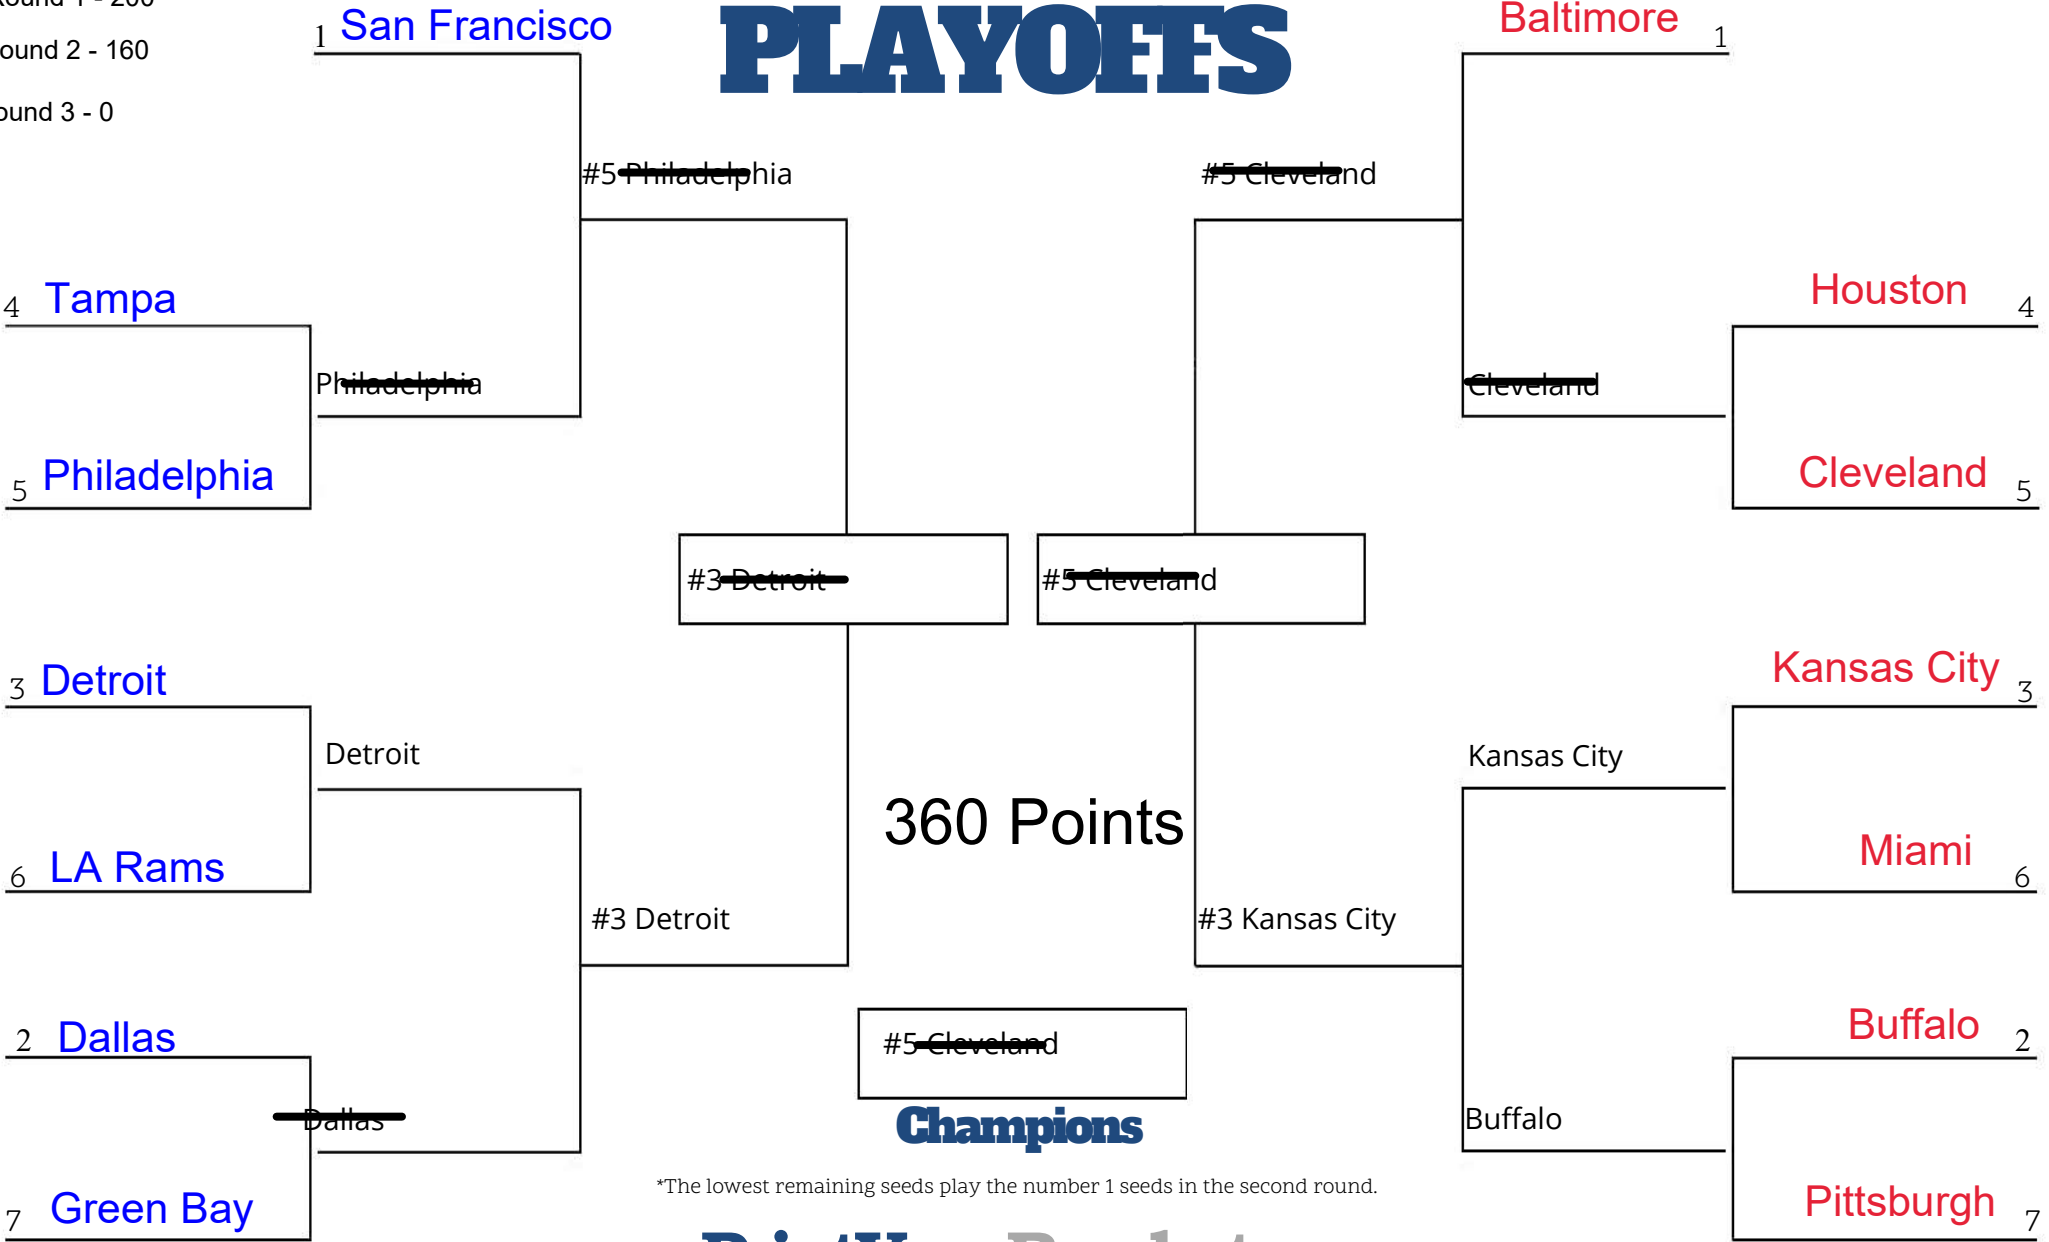 Round 1 - 200
PLAYOFFS
1 San Francisco
Baltimore 1
ound 2 - 160
ound 3 - 0
#5 Philadelphia
#5 Cleveland
4 Tampa
Houston 4
Philadelphia
Cleveland
5 Philadelphia
Cleveland 5
#3 Detroit
#5 Cleveland
3 Detroit
Kansas City 3
Detroit
Kansas City
360 Points
6 LA Rams
Miami 6
#3 Detroit
#3 Kansas City
2 Dallas
Buffalo 2
#5 Cleveland
Dallas
Champions
Buffalo
*The lowest remaining seeds play the number 1 seeds in the second round.
7 Green Bay
Pittsburgh 7